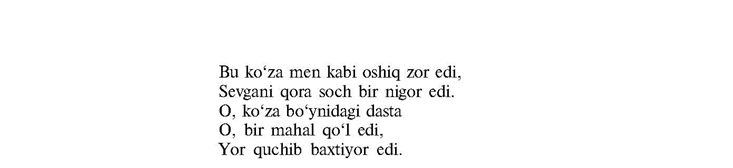 Bu ko‘za men kabi oshiq zor edi,
Sevgani qora soch bir nigor edi.
O, ko‘za bo‘ynidagi dasta
O, bir mahal qo‘l edi,
Yor quchib baxtiyor edi.